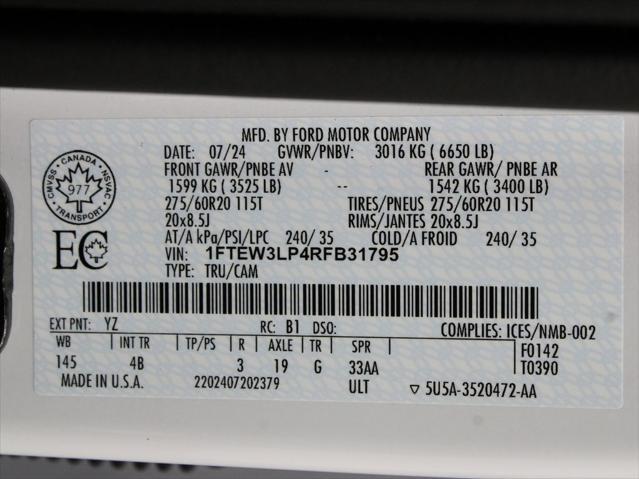 MFD. BY FORD MOTOR COMPANY
DATE: 07/24 GVWR/PNBV: 3016 KG ( 6650 LB)
FRONT GAWR/PNBE AV - REAR GAWR/ PNBE AR
1599 KG ( 3525 LB) -- 1542 KG ( 3400 LB)
275/60R20 115T TIRES/PNEUS 275/60R20 115T
20x8.5J RIMS/JANTES 20x8.5J
AT/A kPa/PSI/LPC 240/ 35 COLD/A FROID 240/ 35
VIN: 1FTEW3LP4RFB31795
TYPE: TRU/CAM
CANADA
CMVSS NSVAC
977
TRANSPORT
EC
EXT PNT: YZ RC: B1 DSO: COMPLIES: ICES/NMB-002
WB INT TR TP/PS R AXLE TR SPR F0142
145 4B 3 19 G 33AA T0390
MADE IN U.S.A. 2202407202379 ULT ▽ 5U5A-3520472-AA